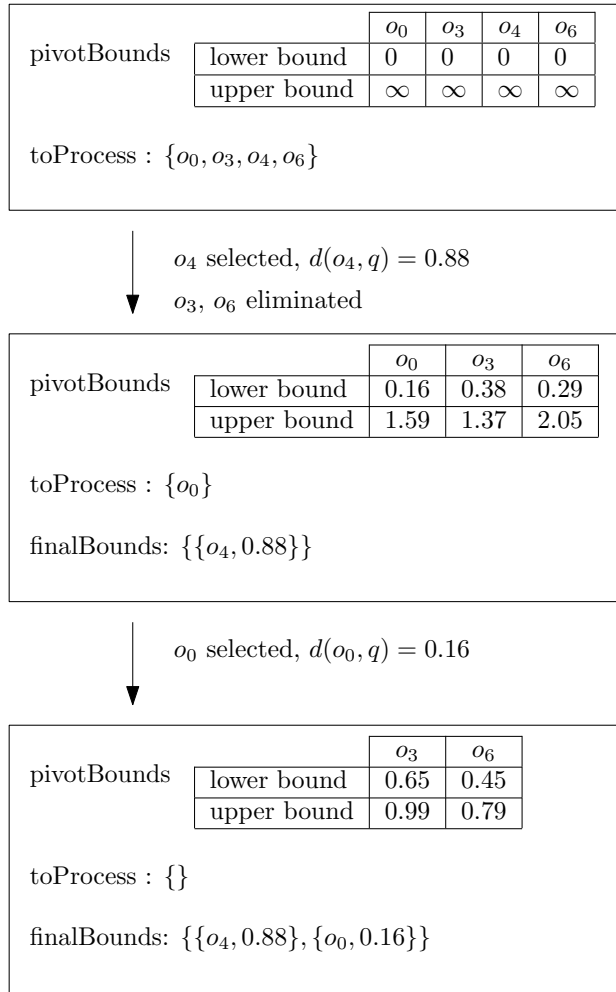 o₀ o₃ o₄ o₆
pivotBounds
lower bound 0 0 0 0
upper bound ∞ ∞ ∞ ∞
toProcess : {o₀, o₃, o₄, o₆}
o₄ selected, d(o₄, q) = 0.88
o₃, o₆ eliminated
o₀ o₃ o₆
pivotBounds
lower bound 0.16 0.38 0.29
upper bound 1.59 1.37 2.05
toProcess : {o₀}
finalBounds: {{o₄, 0.88}}
o₀ selected, d(o₀, q) = 0.16
o₃ o₆
pivotBounds
lower bound 0.65 0.45
upper bound 0.99 0.79
toProcess : {}
finalBounds: {{o₄, 0.88}, {o₀, 0.16}}